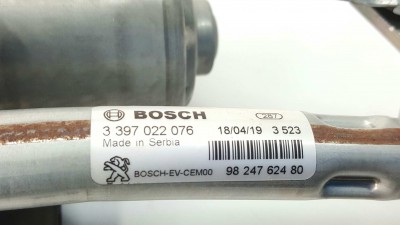 BOSCH 257
3 397 022 076 18/04/19 3 523
Made in Serbia
BOSCH-EV-CEM00 98 247 624 80